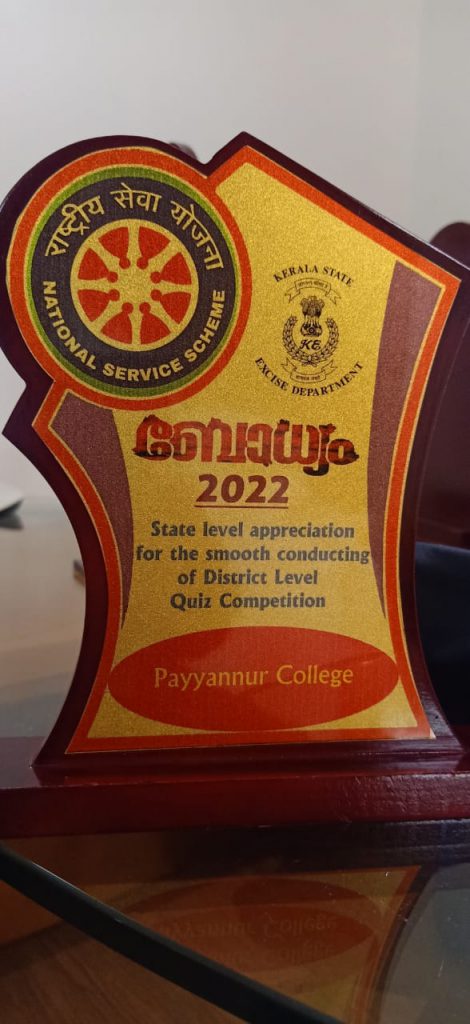 राष्ट्रीय सेवा योजना
NATIONAL SERVICE SCHEME
KERALA STATE
KE
EXCISE DEPARTMENT
ബോധ്യം
2022
State level appreciation
for the smooth conducting
of District Level
Quiz Competition
Payyannur College